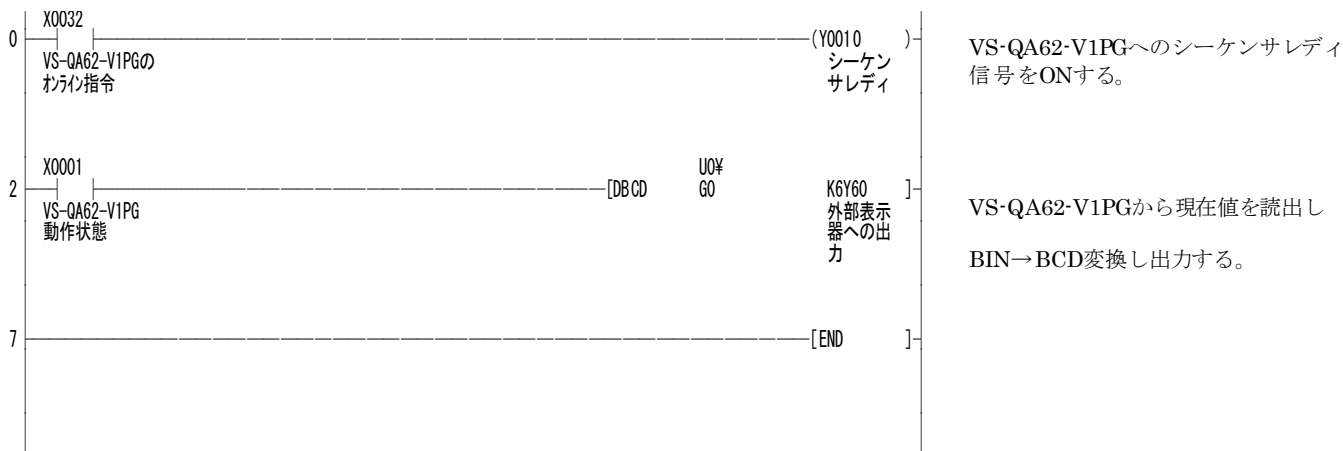 X0032
0 (Y0010 )
VS-QA62-V1PGの シーケン
オンライン指令 サレディ
VS-QA62-V1PGへのシーケンサレディ
信号をONする。
X0001 U0¥
2 [DBCD G0 K6Y60 ]
VS-QA62-V1PG 外部表示
動作状態 器への出
力
VS-QA62-V1PGから現在値を読出し
BIN→BCD変換し出力する。
7 [END ]